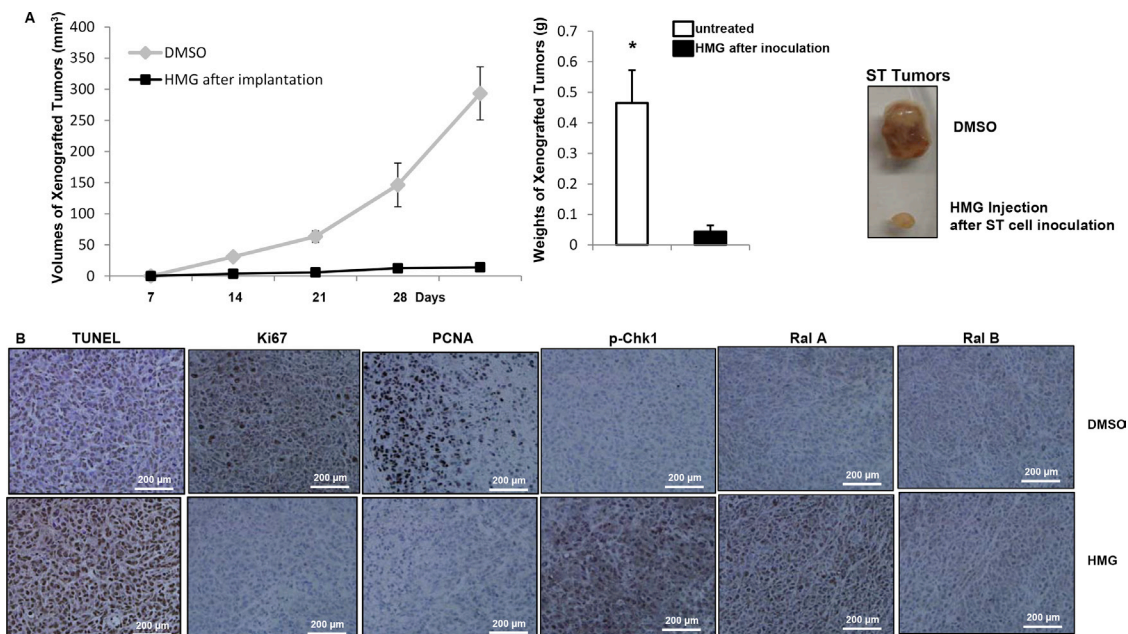 A
Volumes of Xenografted Tumors (mm³)
400
350
300
250
200
150
100
50
0
DMSO
HMG after implantation
7
14
21
28
Days
Weights of Xenografted Tumors (g)
0.7
0.6
0.5
0.4
0.3
0.2
0.1
0
*
untreated
HMG after inoculation
ST Tumors
DMSO
HMG Injection
after ST cell inoculation
B
TUNEL
Ki67
PCNA
p-Chk1
Ral A
Ral B
200 µm
200 µm
200 µm
200 µm
200 µm
200 µm
DMSO
200 µm
200 µm
200 µm
200 µm
200 µm
200 µm
HMG